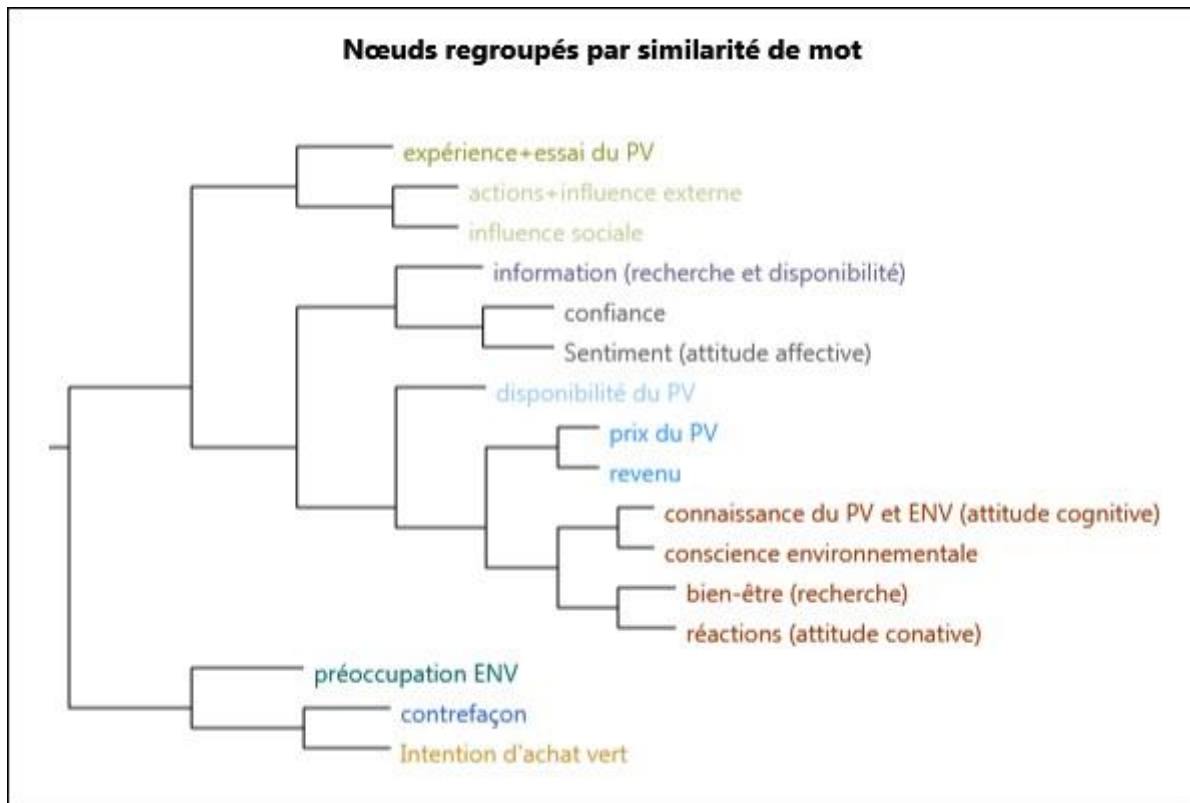 Nœuds regroupés par similarité de mot
expérience+essai du PV
actions+influence externe
influence sociale
information (recherche et disponibilité)
confiance
Sentiment (attitude affective)
disponibilité du PV
prix du PV
revenu
connaissance du PV et ENV (attitude cognitive)
conscience environnementale
bien-être (recherche)
réactions (attitude conative)
préoccupation ENV
contrefaçon
Intention d'achat vert